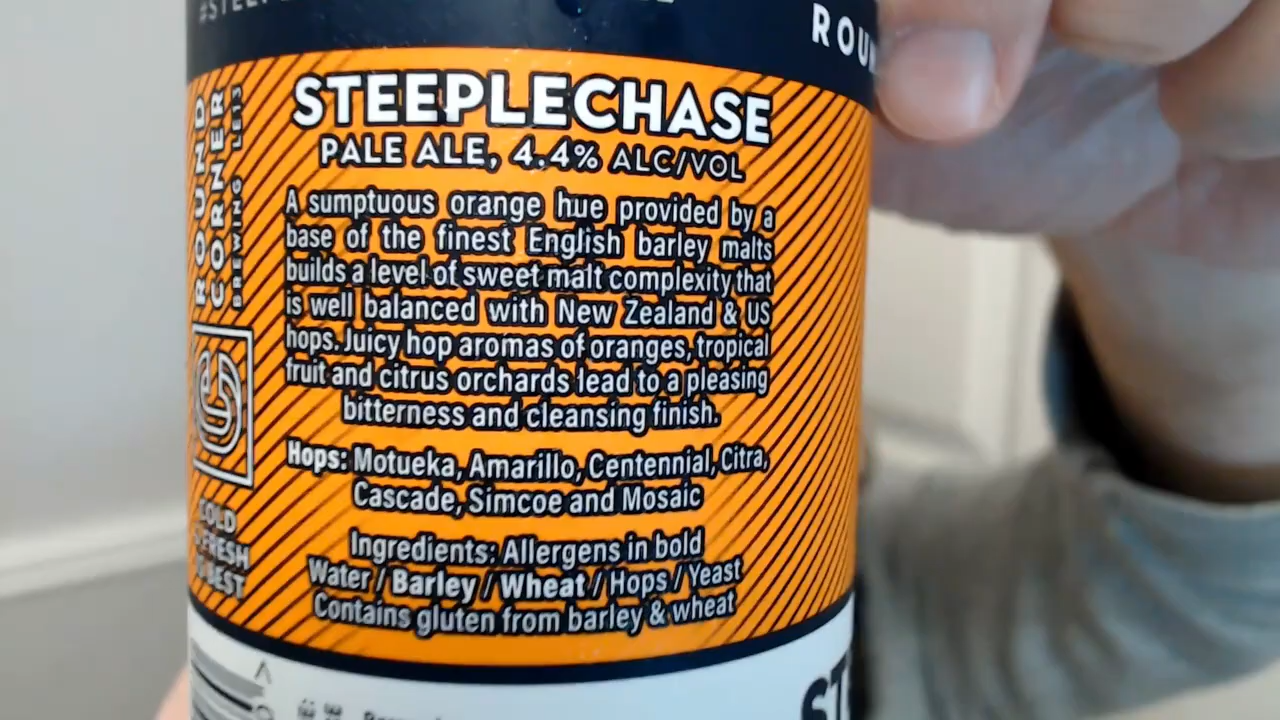 STEEPLECHASE
PALE ALE, 4.4% ALC/VOL
A sumptuous orange hue provided by a
base of the finest English barley malts
builds a level of sweet malt complexity that
is well balanced with New Zealand & US
hops. Juicy hop aromas of oranges, tropical
fruit and citrus orchards lead to a pleasing
bitterness and cleansing finish.
Hops: Motueka, Amarillo, Centennial, Citra,
Cascade, Simcoe and Mosaic
Ingredients: Allergens in bold
Water / Barley / Wheat / Hops / Yeast
Contains gluten from barley & wheat
ROUND
CORNER
BREWING LE13
COLD
& FRESH
IS BEST